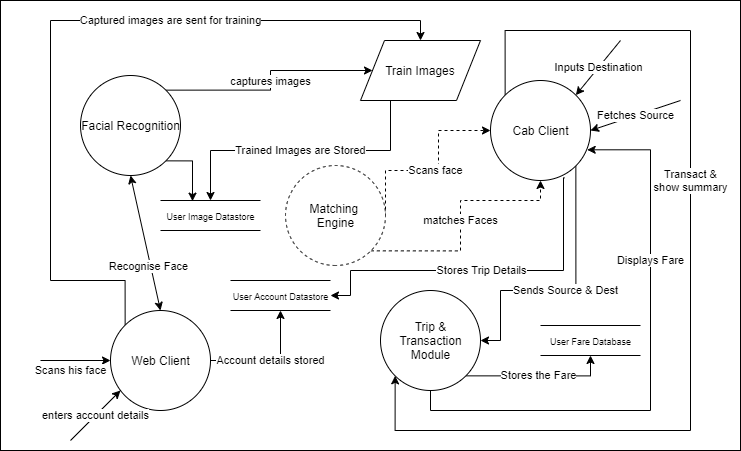 Captured images are sent for training
Train Images
captures images
Inputs Destination
Facial Recognition
Fetches Source
Cab Client
Trained Images are Stored
Scans face
Transact &
show summary
User Image Datastore
Matching
Engine
matches Faces
Recognise Face
Stores Trip Details
Displays Fare
User Account Datastore
Sends Source & Dest
Trip &
Transaction
Module
User Fare Database
Web Client
Account details stored
Scans his face
Stores the Fare
enters account details